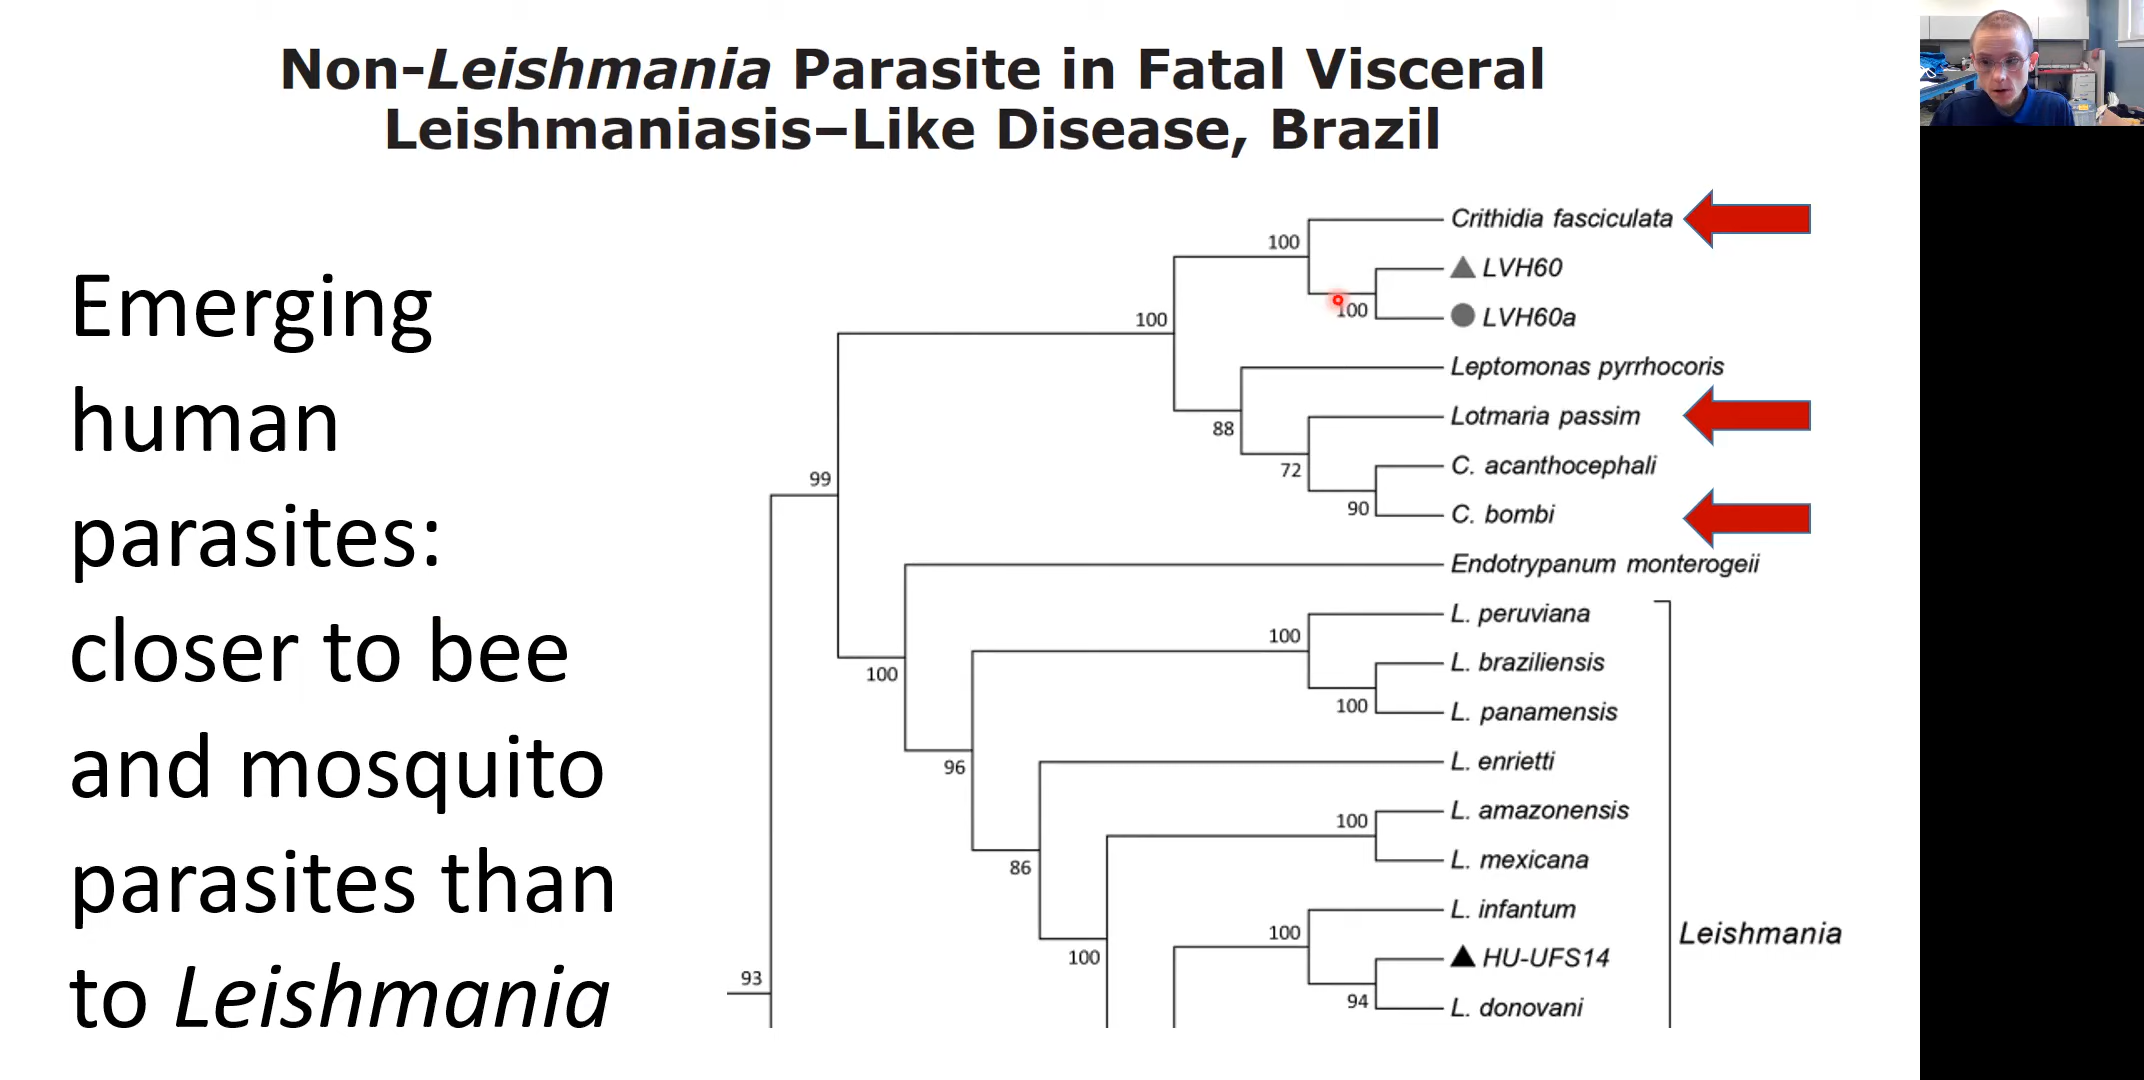 Non-Leishmania Parasite in Fatal Visceral
Leishmaniasis–Like Disease, Brazil
Emerging
human
parasites:
closer to bee
and mosquito
parasites than
to Leishmania
Crithidia fasciculata
100
LVH60
100
LVH60a
100
Leptomonas pyrrhocoris
Lotmaria passim
88
72
C. acanthocephali
99
90
C. bombi
Endotrypanum monterogeii
L. peruviana
100
L. braziliensis
100
100
L. panamensis
96
L. enrietti
L. amazonensis
100
86
L. mexicana
L. infantum
100
Leishmania
100
HU-UFS14
93
94
L. donovani